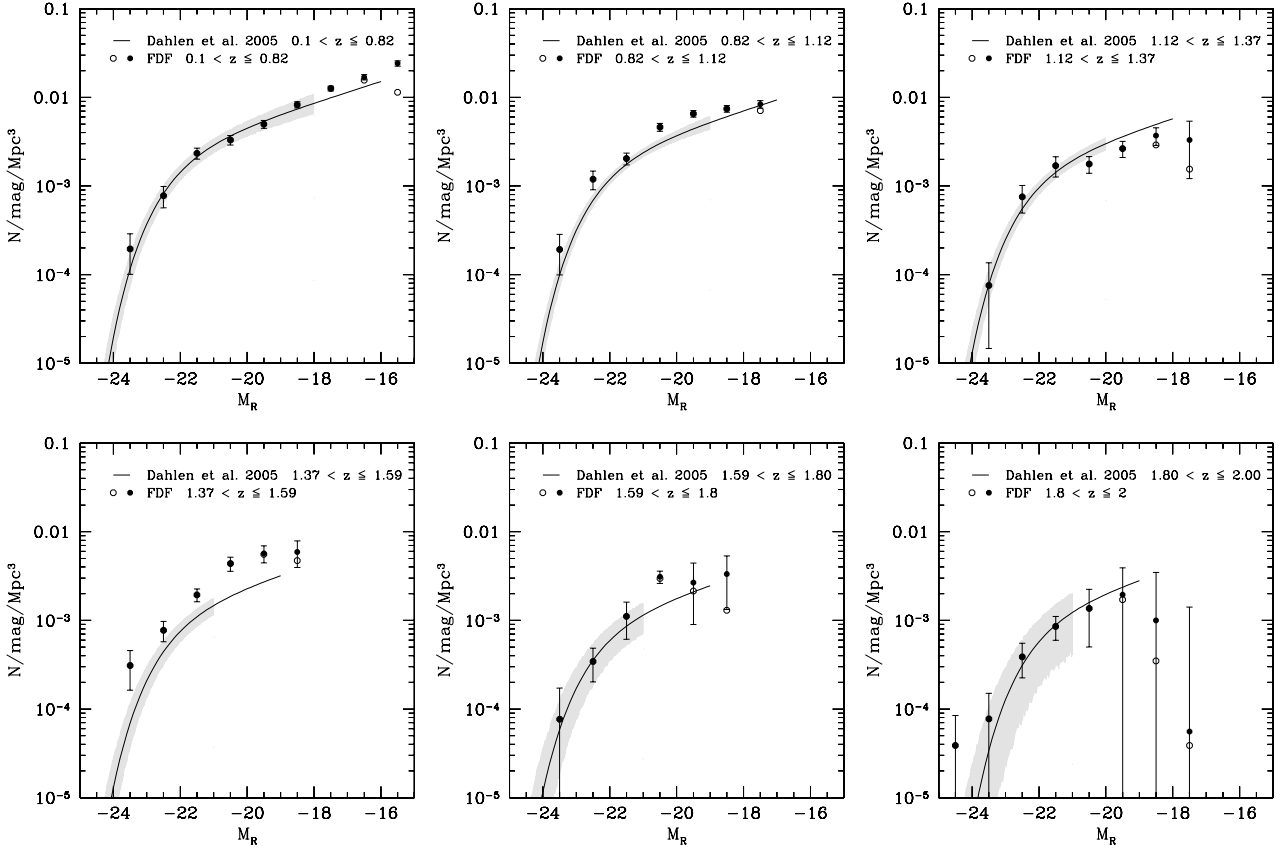 0.1
Dahlen et al. 2005 0.1 < z ≦ 0.82
FDF 0.1 < z ≦ 0.82
0.01
10⁻³
10⁻⁴
10⁻⁵
N/mag/Mpc³
−24 −22 −20 −18 −16
M_R
0.1
Dahlen et al. 2005 0.82 < z ≦ 1.12
FDF 0.82 < z ≦ 1.12
0.01
10⁻³
10⁻⁴
10⁻⁵
N/mag/Mpc³
−24 −22 −20 −18 −16
M_R
0.1
Dahlen et al. 2005 1.12 < z ≦ 1.37
FDF 1.12 < z ≦ 1.37
0.01
10⁻³
10⁻⁴
10⁻⁵
N/mag/Mpc³
−24 −22 −20 −18 −16
M_R
0.1
Dahlen et al. 2005 1.37 < z ≦ 1.59
FDF 1.37 < z ≦ 1.59
0.01
10⁻³
10⁻⁴
10⁻⁵
N/mag/Mpc³
−24 −22 −20 −18 −16
M_R
0.1
Dahlen et al. 2005 1.59 < z ≦ 1.80
FDF 1.59 < z ≦ 1.8
0.01
10⁻³
10⁻⁴
10⁻⁵
N/mag/Mpc³
−24 −22 −20 −18 −16
M_R
0.1
Dahlen et al. 2005 1.80 < z ≦ 2.00
FDF 1.8 < z ≦ 2
0.01
10⁻³
10⁻⁴
10⁻⁵
N/mag/Mpc³
−24 −22 −20 −18 −16
M_R